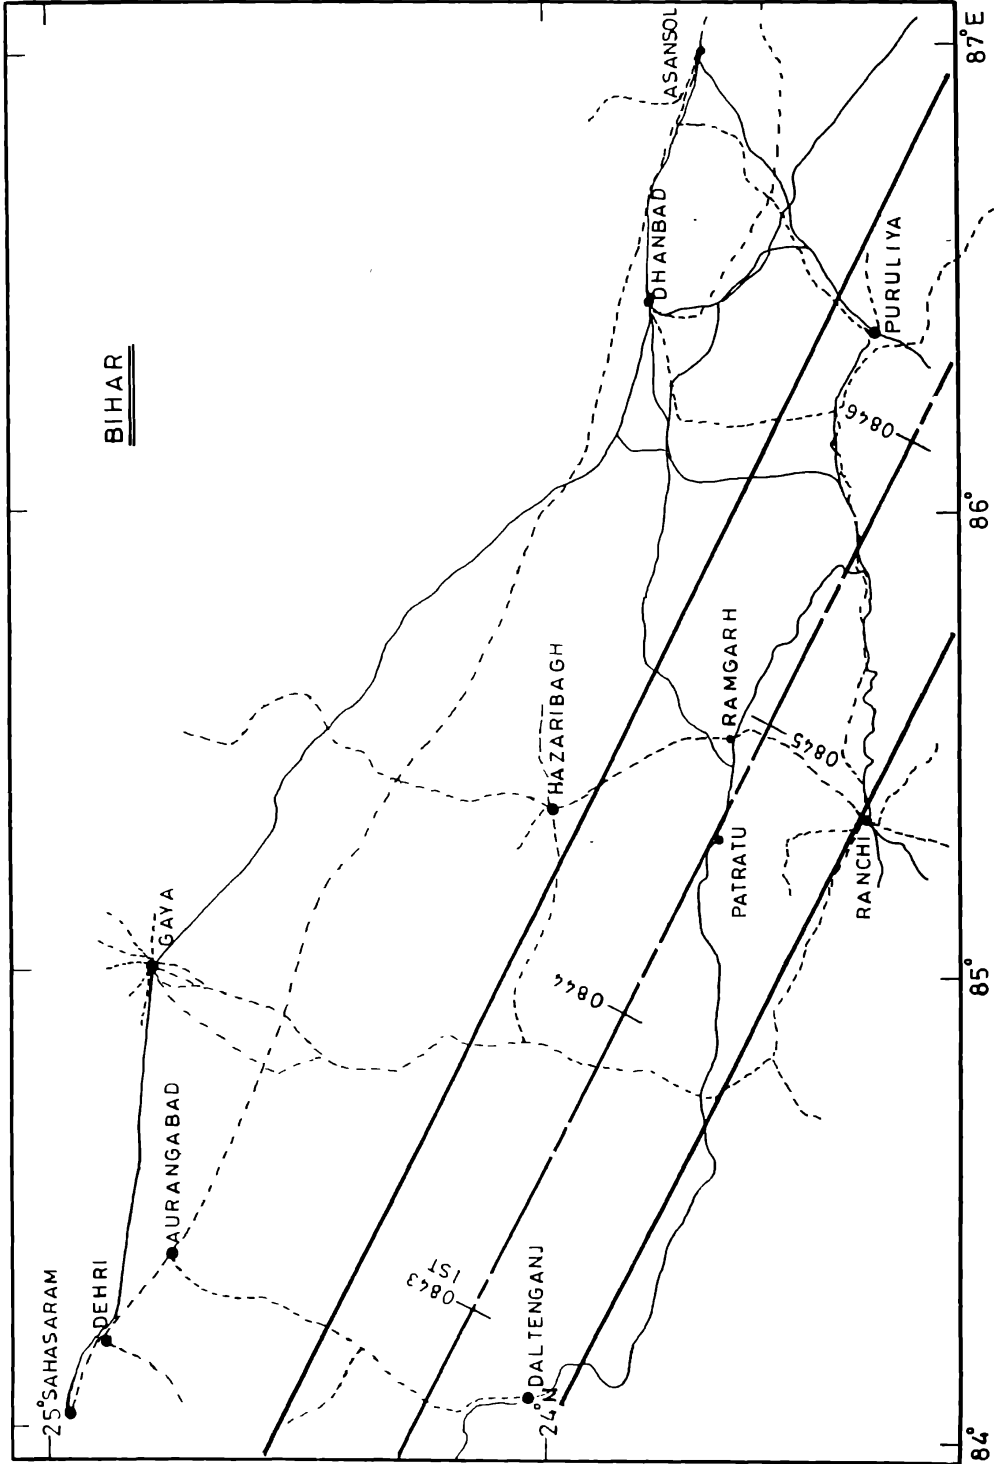 BIHAR
25° SAHASARAM
DEHRI
AURANGABAD
GAYA
HAZARIBAGH
DHANBAD
ASANSOL
DALTENGANJ
24°N
PATRATU
RAMGARH
RANCHI
PURULIYA
0843
IST
0844
0845
0846
84°
85°
86°
87°E